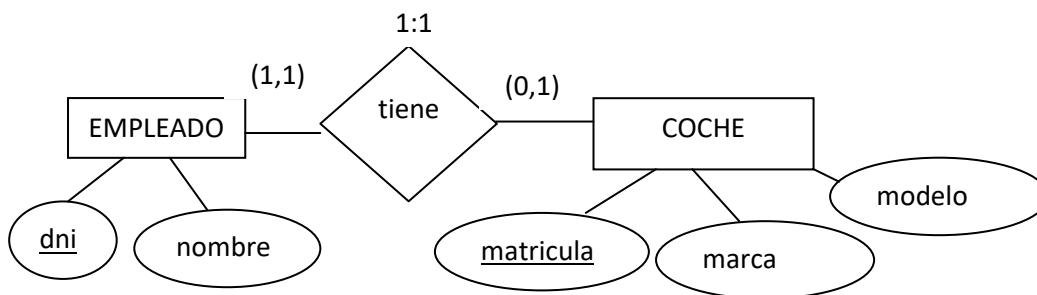 1:1
(1,1)
(0,1)
tiene
EMPLEADO
COCHE
modelo
dni
nombre
matricula
marca